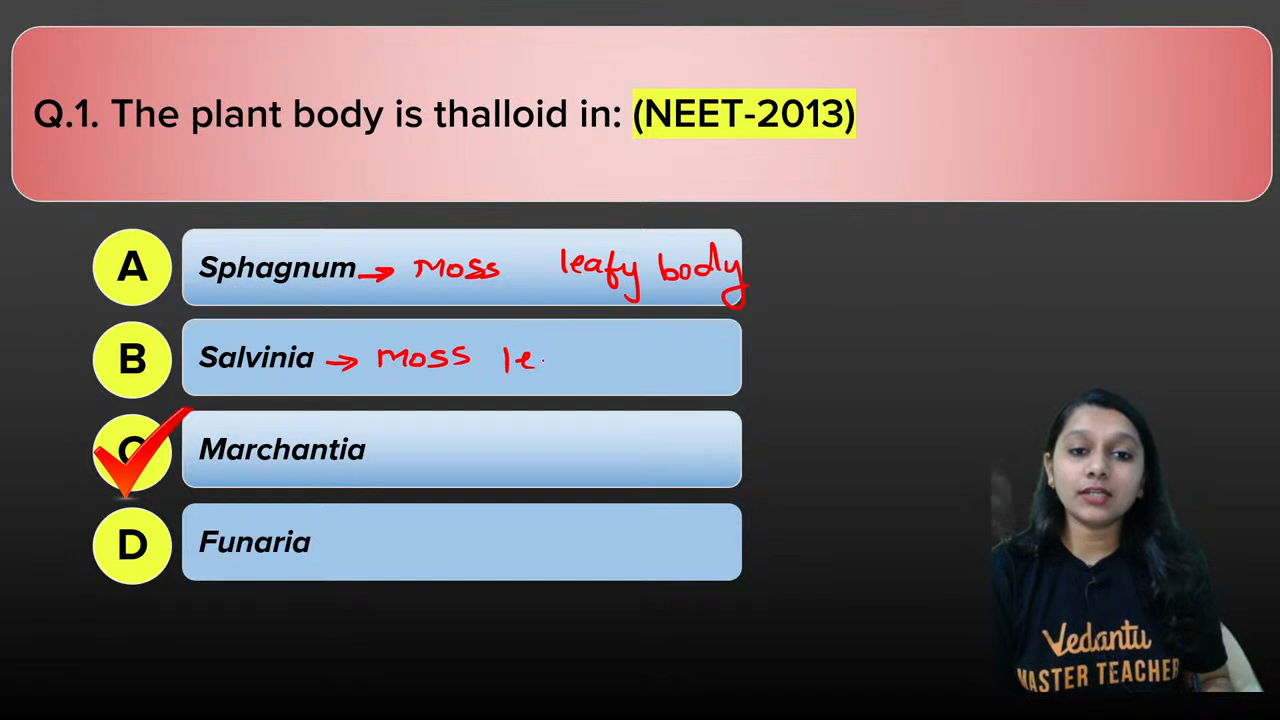 Q.1. The plant body is thalloid in: (NEET-2013)
A Sphagnum → moss leafy body
B Salvinia → moss le
C Marchantia
D Funaria
Vedantu
MASTER TEACHER